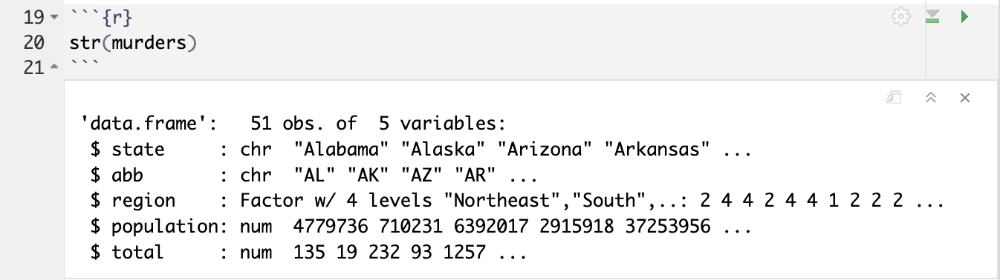 19 ```{r}
20 str(murders)
21 ```
'data.frame':   51 obs. of  5 variables:
 $ state     : chr  "Alabama" "Alaska" "Arizona" "Arkansas" ...
 $ abb       : chr  "AL" "AK" "AZ" "AR" ...
 $ region    : Factor w/ 4 levels "Northeast","South",..: 2 4 4 2 4 4 1 2 2 2 ...
 $ population: num  4779736 710231 6392017 2915918 37253956 ...
 $ total     : num  135 19 232 93 1257 ...